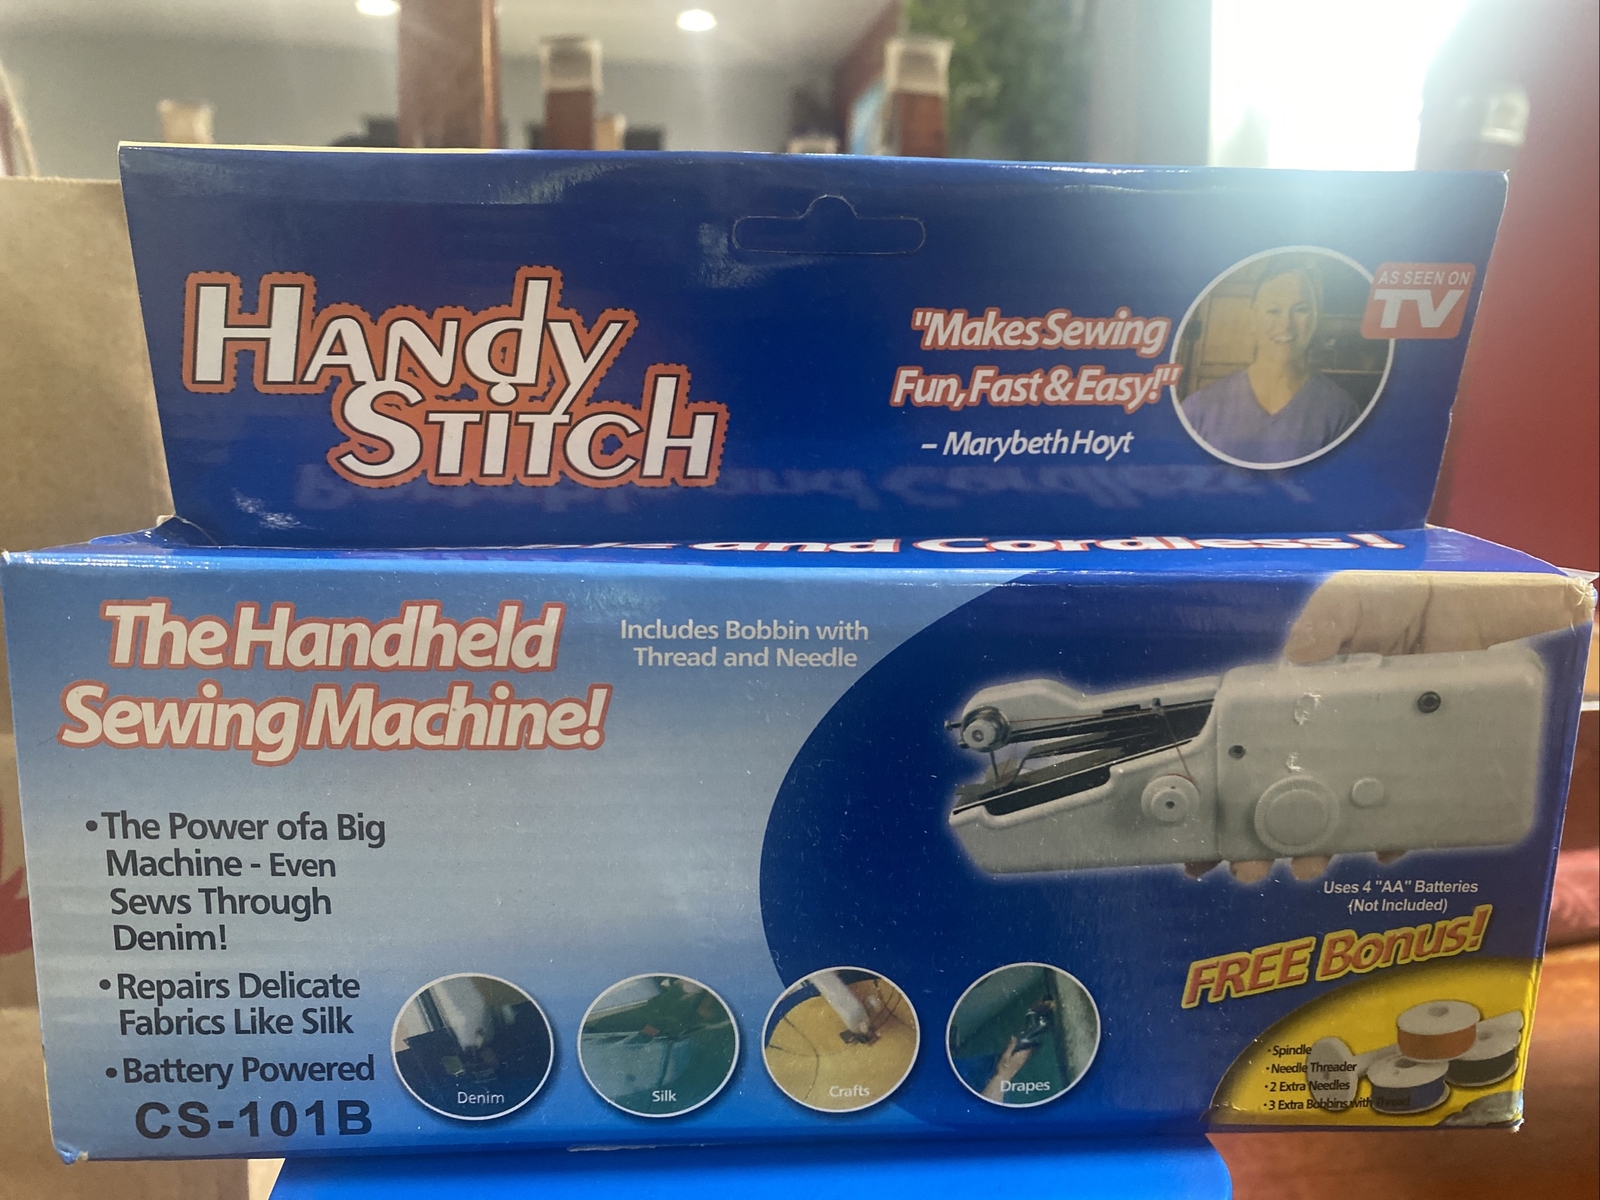 HANdy
STITCH
"Makes Sewing
Fun, Fast & Easy!"
– Marybeth Hoyt
AS SEEN ON
TV
and Cordless!
The Handheld
Sewing Machine!
Includes Bobbin with
Thread and Needle
•The Power ofa Big
Machine - Even
Sews Through
Denim!
•Repairs Delicate
Fabrics Like Silk
•Battery Powered
CS-101B
Denim
Silk
Crafts
Drapes
Uses 4 "AA" Batteries
(Not Included)
FREE Bonus!
•Spindle
•Needle Threader
•2 Extra Needles
•3 Extra Bobbins with Thread